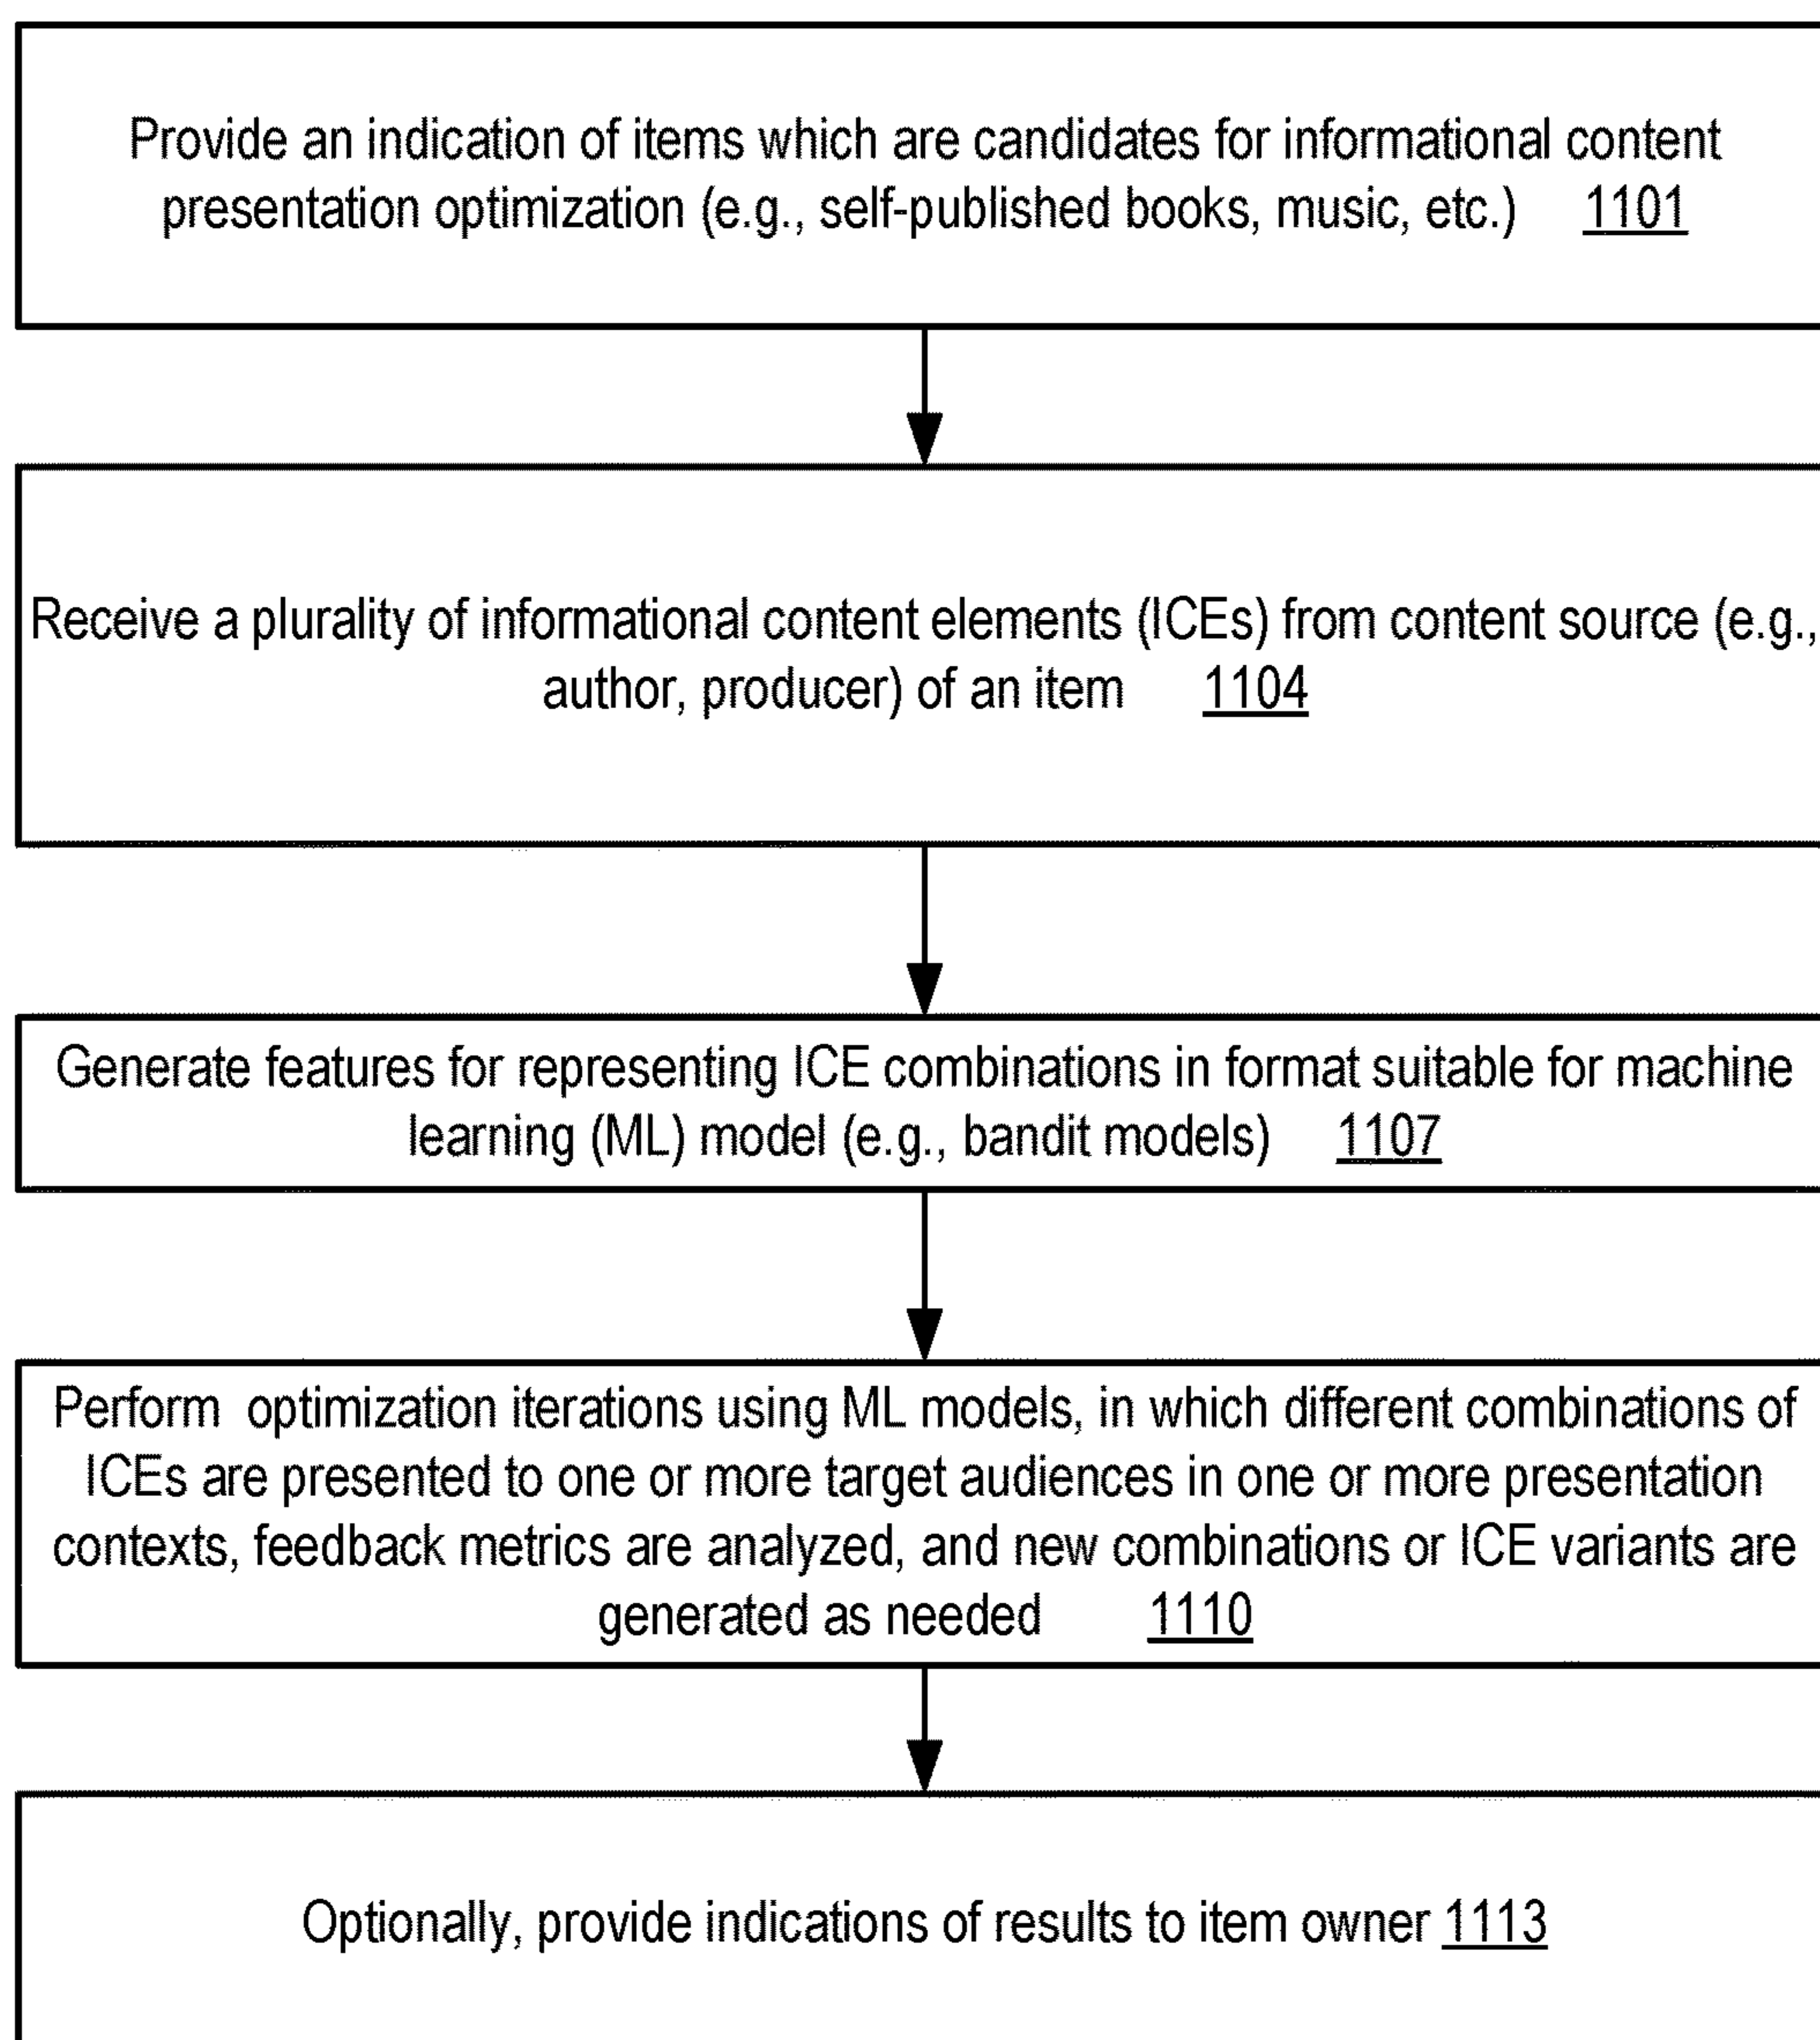 Provide an indication of items which are candidates for informational content
presentation optimization (e.g., self-published books, music, etc.) 1101
Receive a plurality of informational content elements (ICEs) from content source (e.g.,
author, producer) of an item 1104
Generate features for representing ICE combinations in format suitable for machine
learning (ML) model (e.g., bandit models) 1107
Perform optimization iterations using ML models, in which different combinations of
ICEs are presented to one or more target audiences in one or more presentation
contexts, feedback metrics are analyzed, and new combinations or ICE variants are
generated as needed 1110
Optionally, provide indications of results to item owner 1113